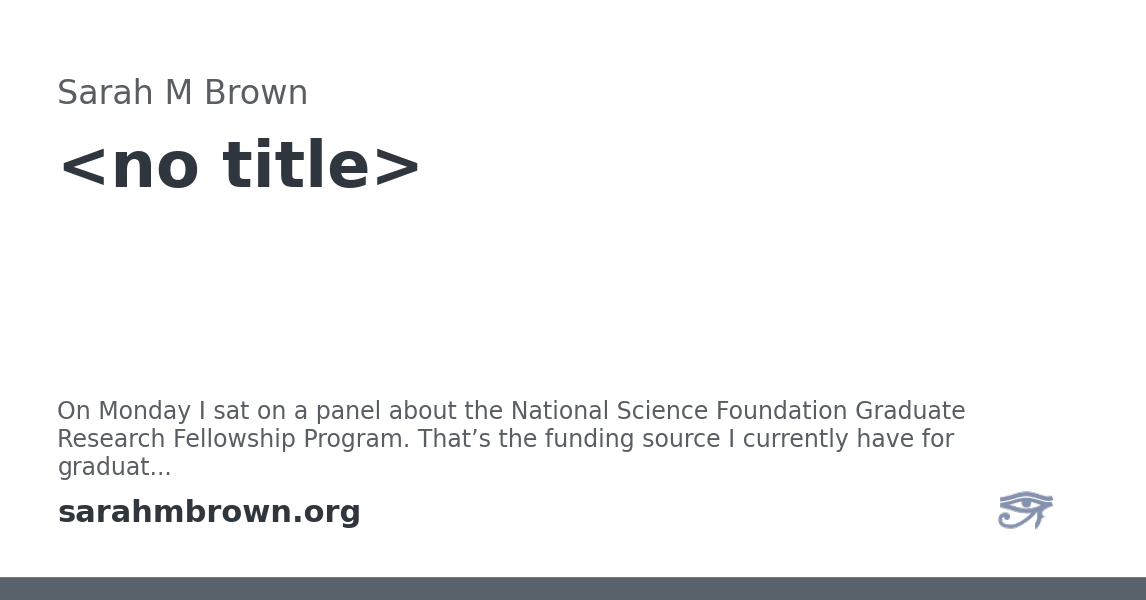 Sarah M Brown
<no title>
On Monday I sat on a panel about the National Science Foundation Graduate
Research Fellowship Program. That’s the funding source I currently have for
graduat...
sarahmbrown.org